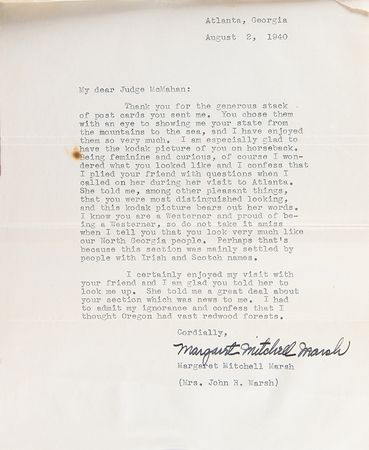 Atlanta, Georgia
August 2, 1940
My dear Judge McMahan:
Thank you for the generous stack
of post cards you sent me. You chose them
with an eye to showing me your state from
the mountains to the sea, and I have enjoyed
them so very much. I am especially glad to
have the kodak picture of you on horseback.
Being feminine and curious, of course I won-
dered what you looked like and I confess that
I plied your friend with questions when I
called on her during her visit to Atlanta.
She told me, among other pleasant things,
that you were most distinguished looking,
and this kodak picture bears out her words.
I know you are a Westerner and proud of be-
ing a Westerner, so do not take it amiss
when I tell you that you look very much like
our North Georgia people. Perhaps that's
because this section was mainly settled by
people with Irish and Scotch names.
I certainly enjoyed my visit with
your friend and I am glad you told her to
look me up. She told me a great deal about
your section which was news to me. I had
to admit my ignorance and confess that I
thought Oregon had vast redwood forests.
Cordially,
Margaret Mitchell Marsh
Margaret Mitchell Marsh
(Mrs. John R. Marsh)